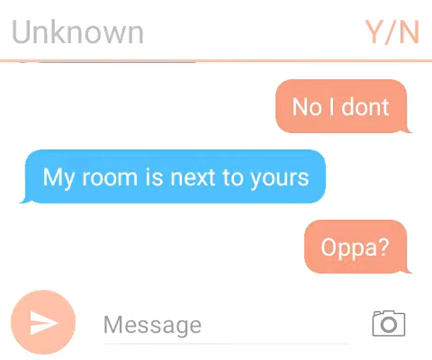 Unknown
Y/N
No I dont
My room is next to yours
Oppa?
Message